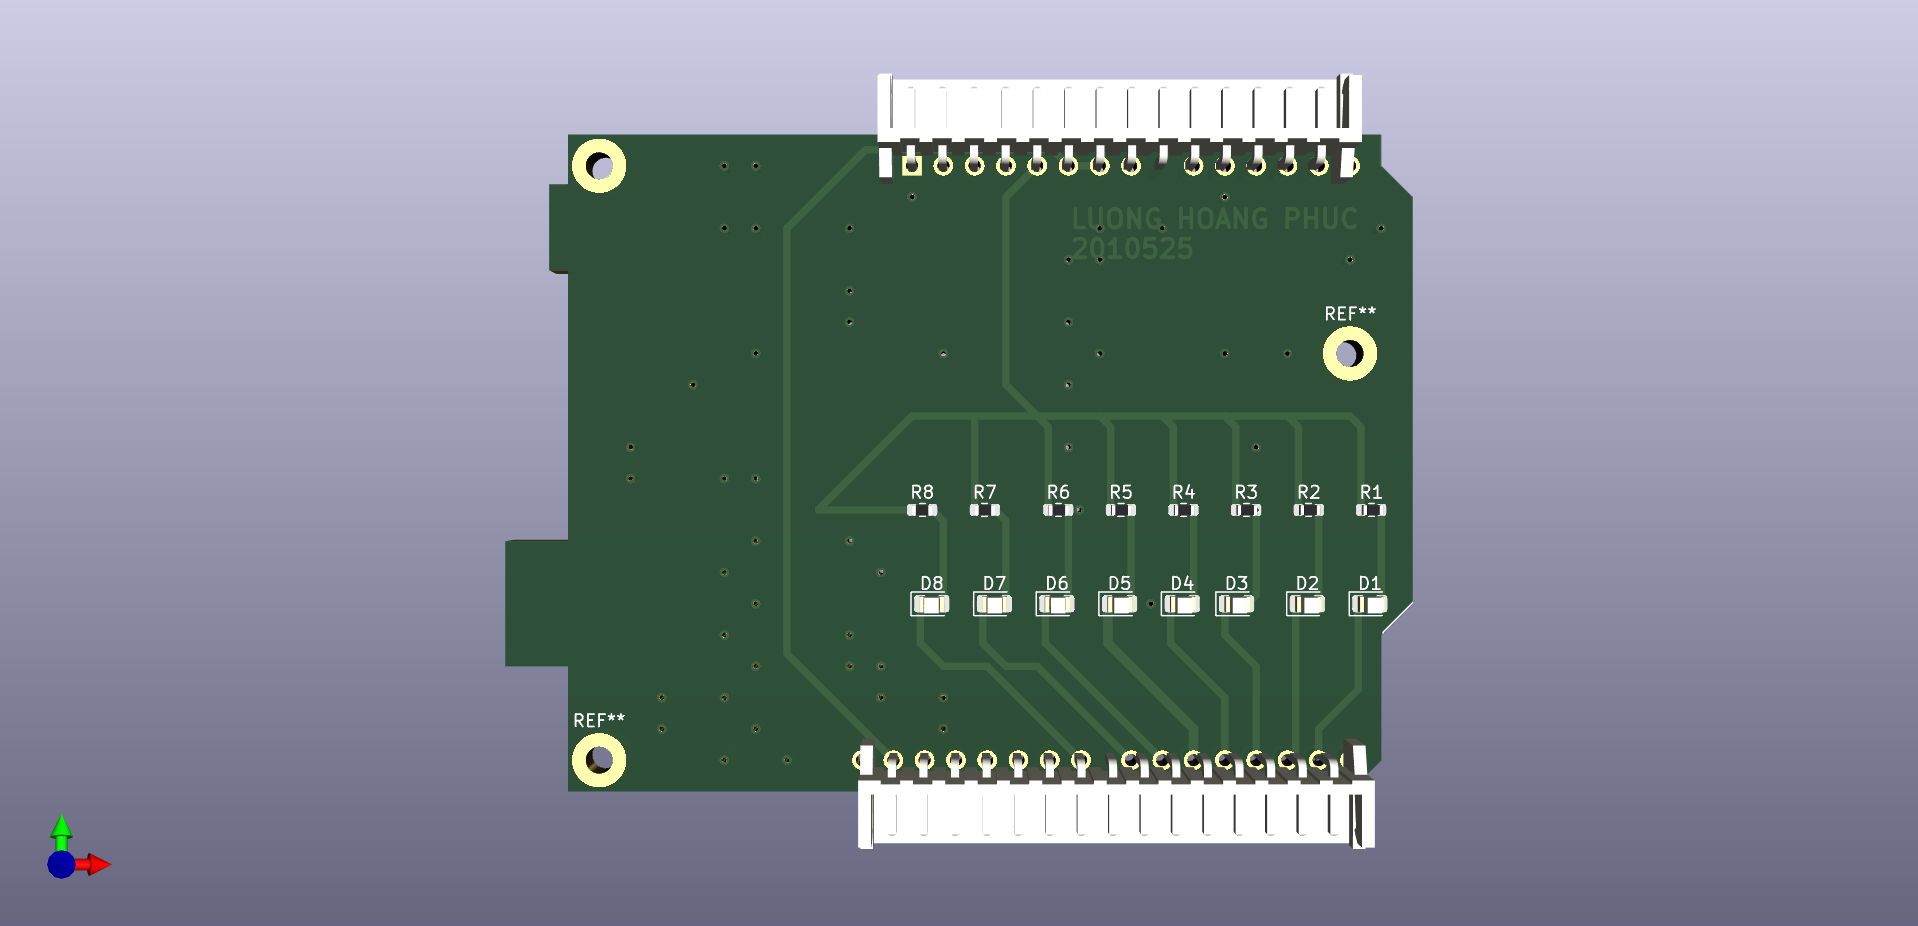 LUONG HOANG PHUC
2010525
REF**
R8 R7 R6 R5 R4 R3 R2 R1
D8 D7 D6 D5 D4 D3 D2 D1
REF**